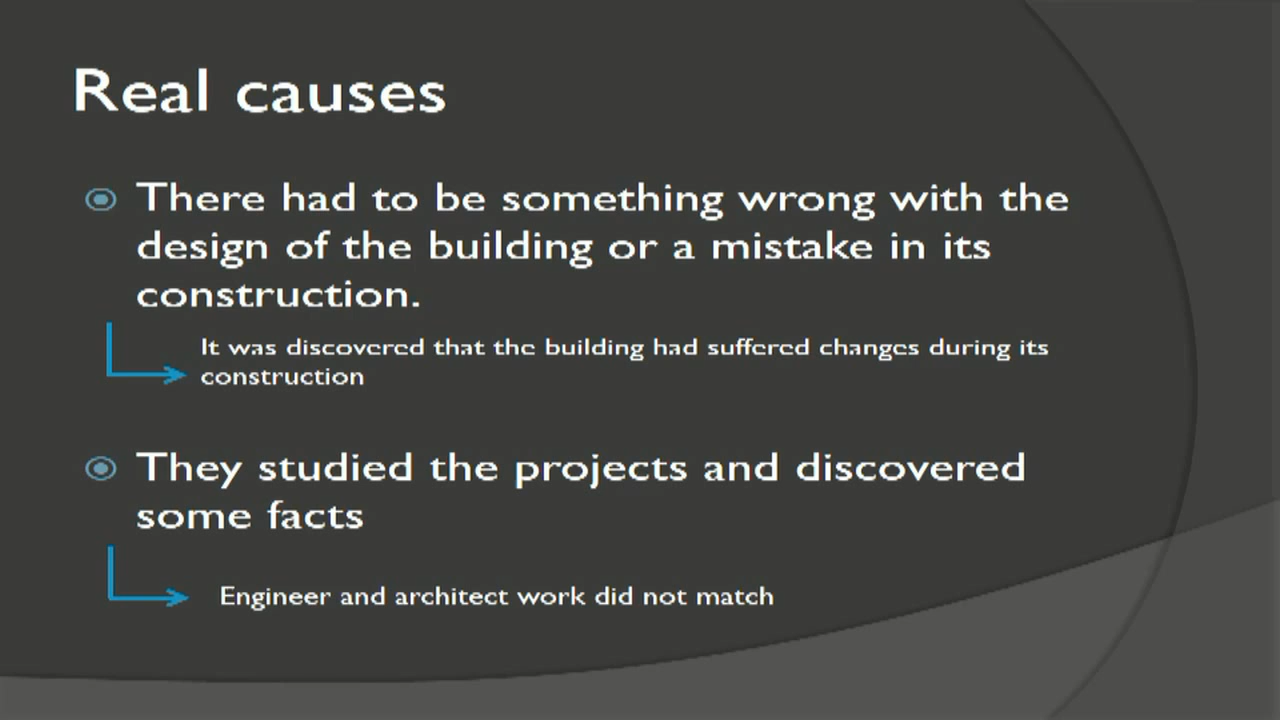 Real causes
There had to be something wrong with the
design of the building or a mistake in its
construction.
It was discovered that the building had suffered changes during its
construction
They studied the projects and discovered
some facts
Engineer and architect work did not match